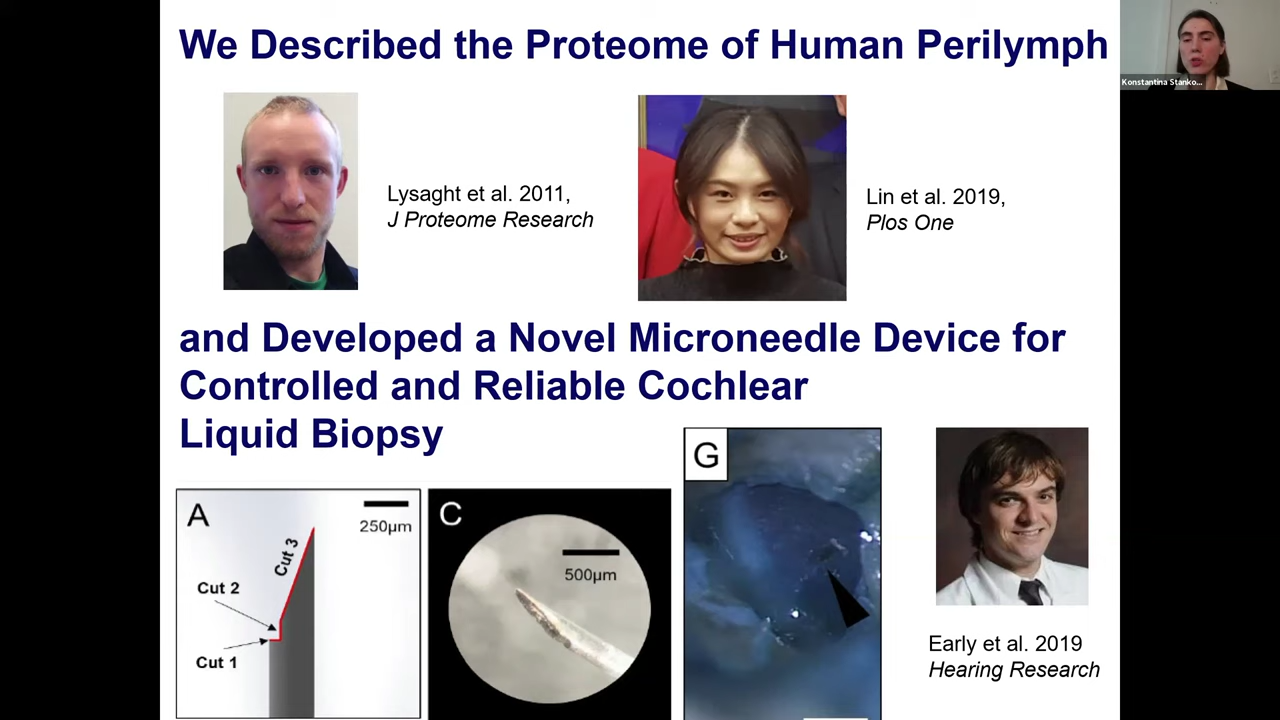 We Described the Proteome of Human Perilymph
Konstantina Stanko...
Lysaght et al. 2011,
J Proteome Research
Lin et al. 2019,
Plos One
and Developed a Novel Microneedle Device for
Controlled and Reliable Cochlear
Liquid Biopsy
A
250µm
Cut 3
Cut 2
Cut 1
C
500µm
G
Early et al. 2019
Hearing Research